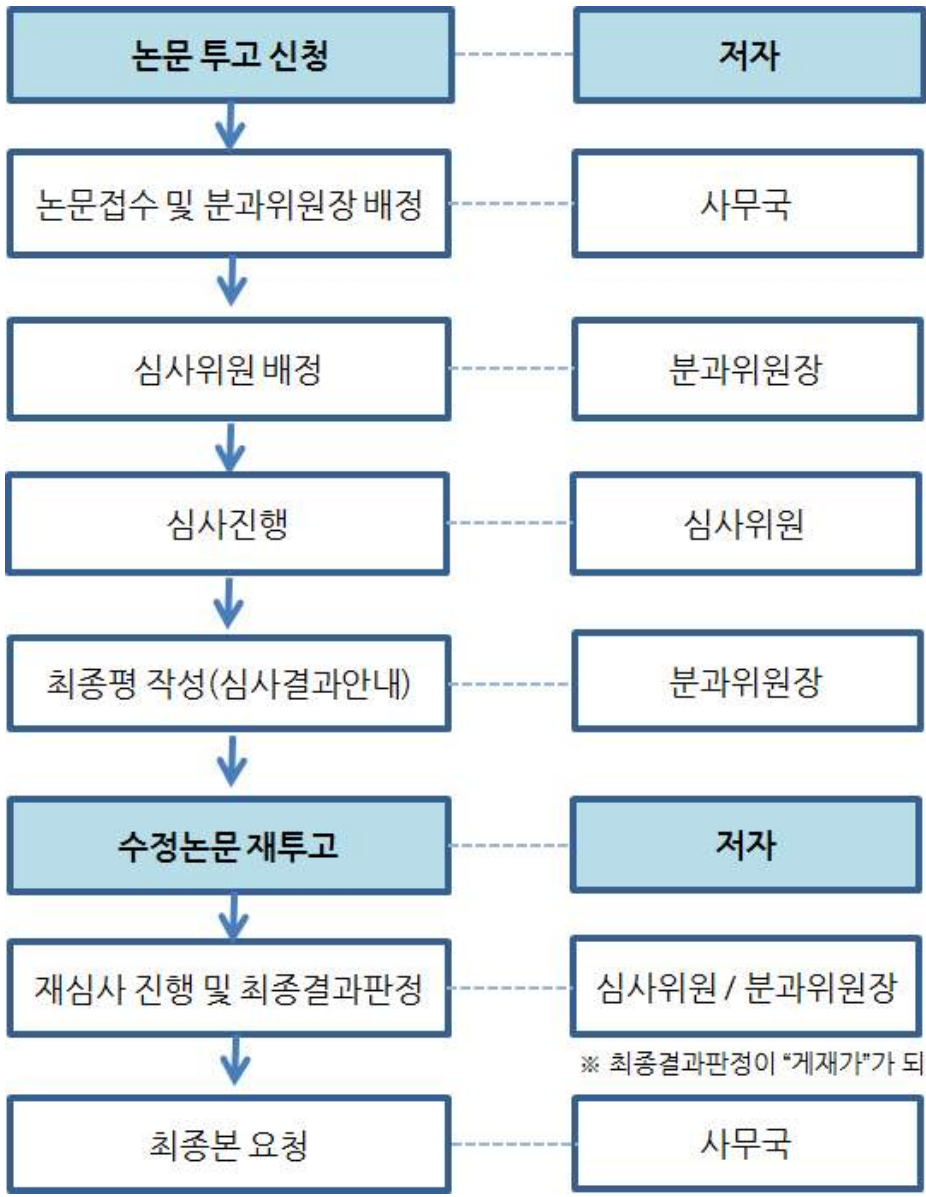 논문 투고 신청
저자
논문접수 및 분과위원장 배정
사무국
심사위원 배정
분과위원장
심사진행
심사위원
최종평 작성(심사결과안내)
분과위원장
수정논문 재투고
저자
재심사 진행 및 최종결과판정
심사위원 / 분과위원장
※ 최종결과판정이 “게재가”가 되
최종본 요청
사무국